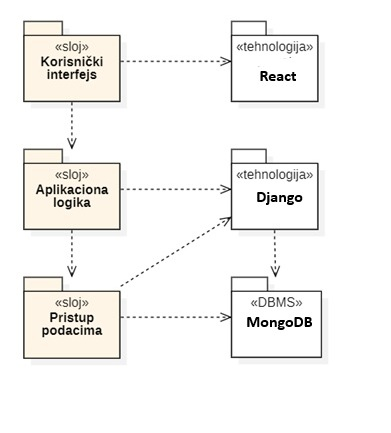 «sloj»
Korisnički
interfejs
«tehnologija»
React
«sloj»
Aplikaciona
logika
«tehnologija»
Django
«sloj»
Pristup
podacima
«DBMS»
MongoDB